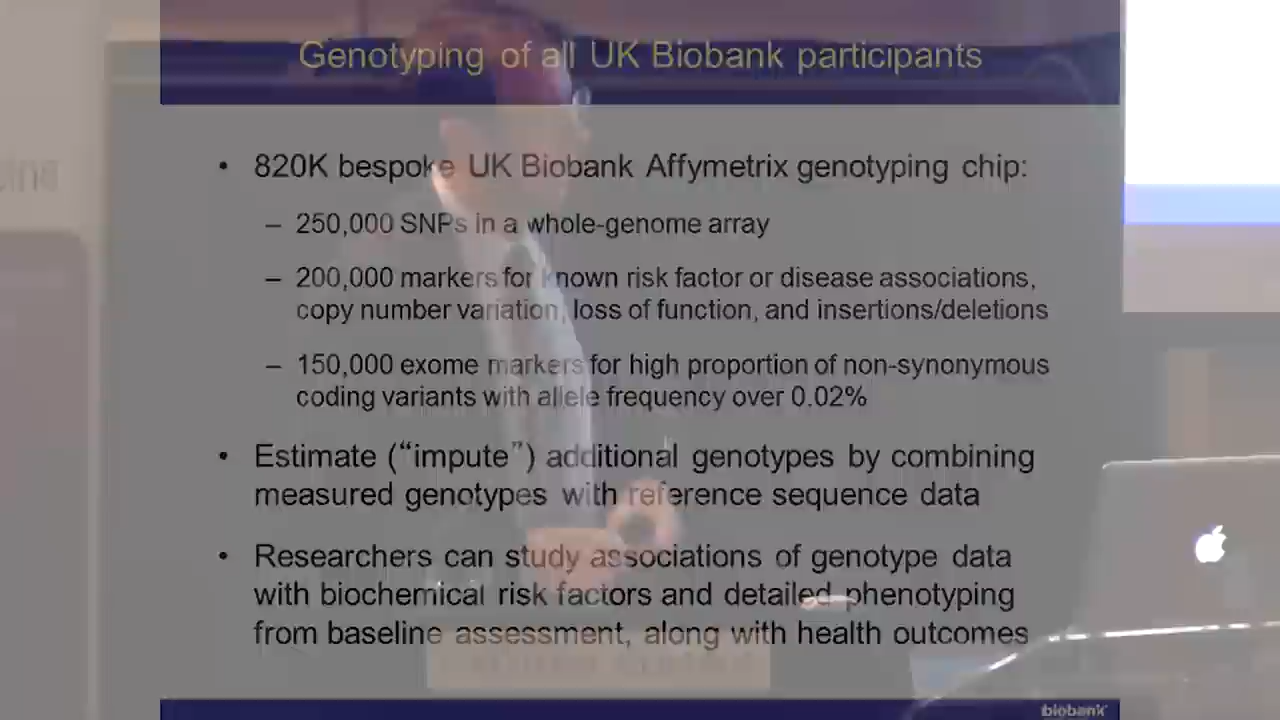 Genotyping of all UK Biobank participants
• 820K bespoke UK Biobank Affymetrix genotyping chip:
– 250,000 SNPs in a whole-genome array
– 200,000 markers for known risk factor or disease associations,
copy number variation, loss of function, and insertions/deletions
– 150,000 exome markers for high proportion of non-synonymous
coding variants with allele frequency over 0.02%
• Estimate (“impute”) additional genotypes by combining
measured genotypes with reference sequence data
• Researchers can study associations of genotype data
with biochemical risk factors and detailed phenotyping
from baseline assessment, along with health outcomes
biobank